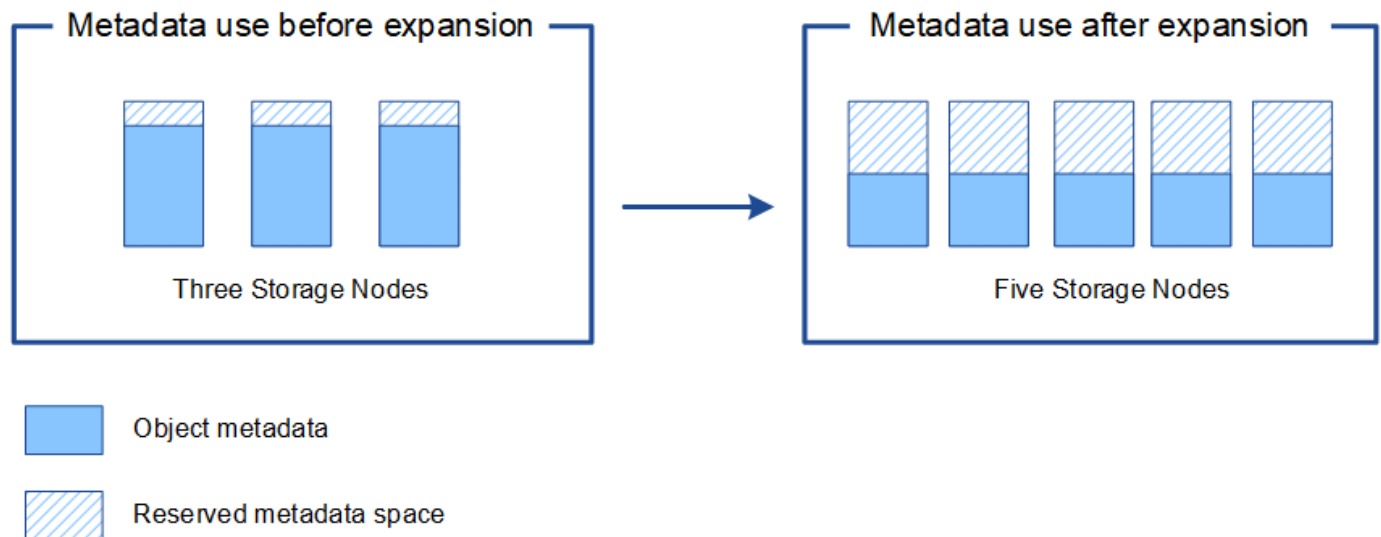 Metadata use before expansion
Metadata use after expansion
Three Storage Nodes
Five Storage Nodes
Object metadata
Reserved metadata space